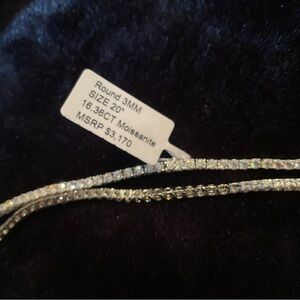 Round 3MM
SIZE 20"
16.36CT Moissanite
MSRP $3,170